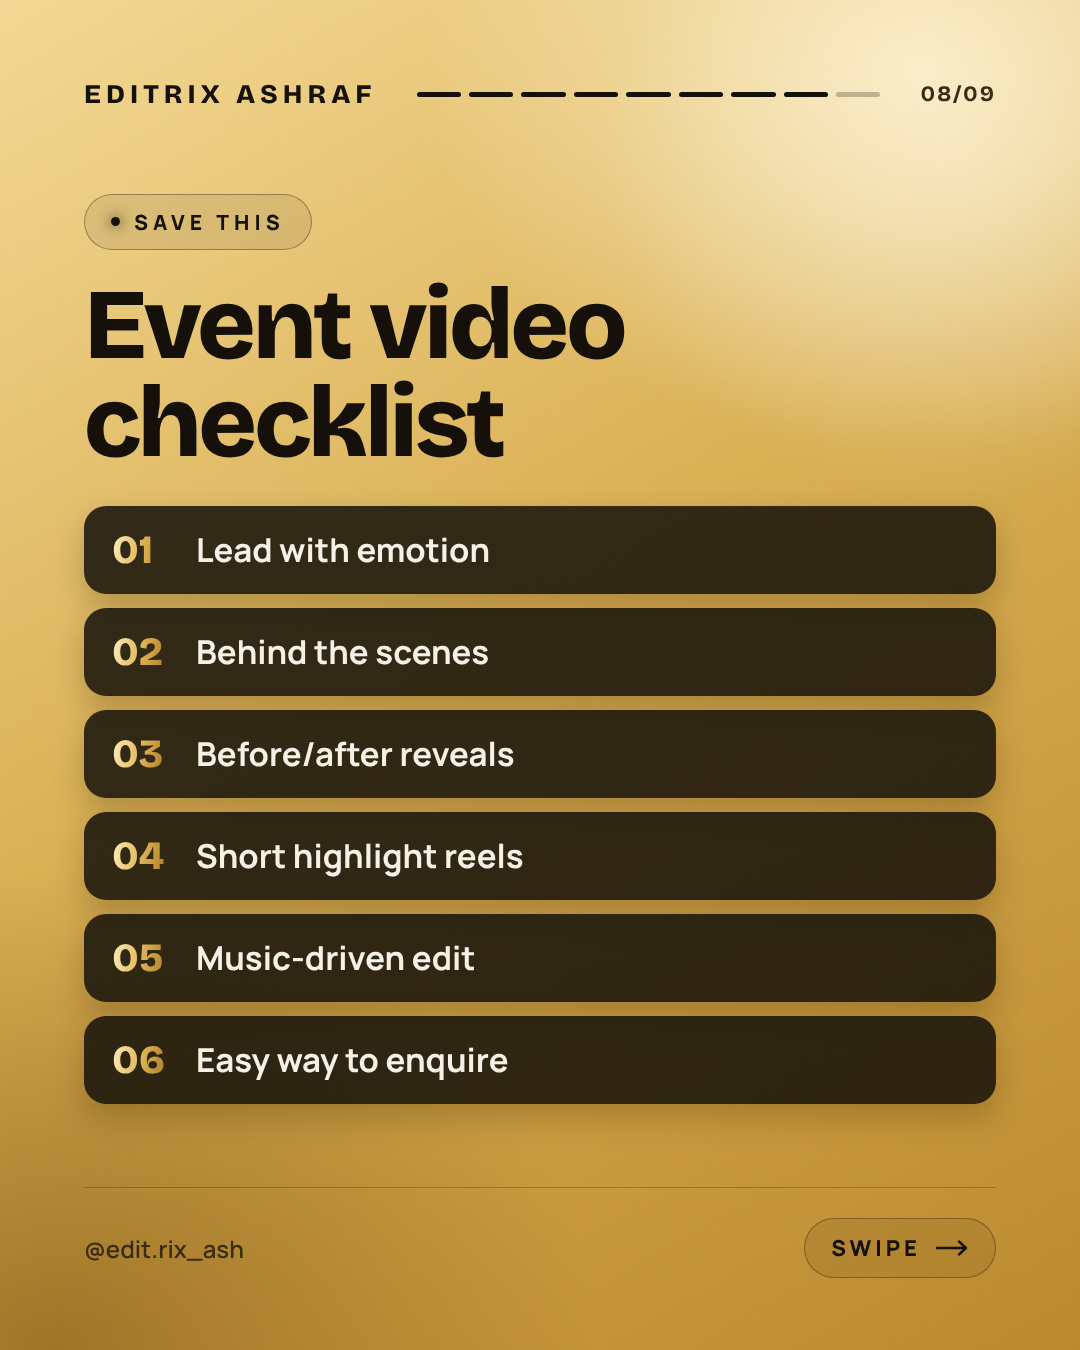 EDITRIX ASHRAF
08/09
SAVE THIS
Event video
checklist
01 Lead with emotion
02 Behind the scenes
03 Before/after reveals
04 Short highlight reels
05 Music-driven edit
06 Easy way to enquire
@edit.rix_ash
SWIPE →